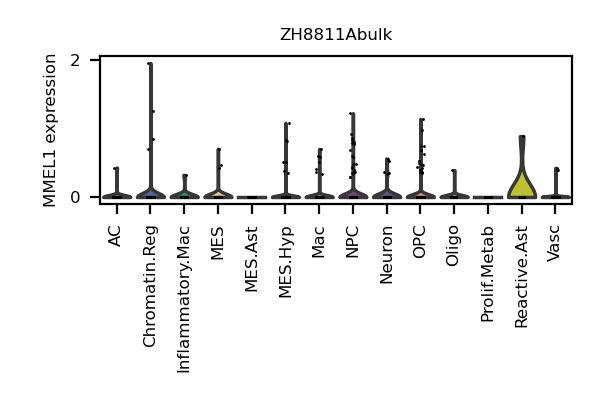 ZH8811Abulk
MMEL1 expression
2
0
AC
Chromatin.Reg
Inflammatory.Mac
MES
MES.Ast
MES.Hyp
Mac
NPC
Neuron
OPC
Oligo
Prolif.Metab
Reactive.Ast
Vasc